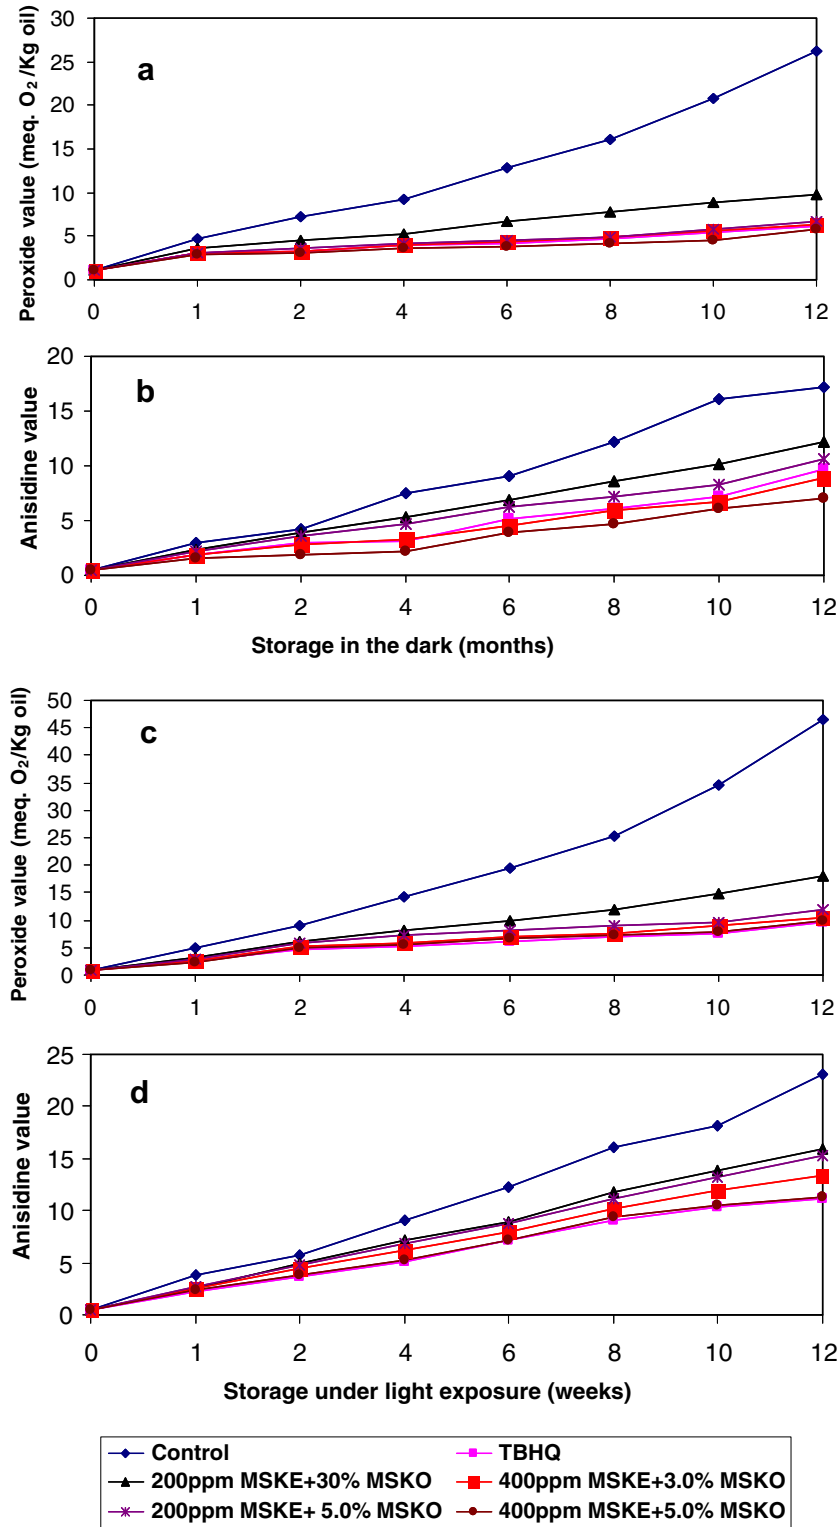 a
Peroxide value (meq. O₂ /Kg oil)
30
25
20
15
10
5
0
0 1 2 4 6 8 10 12
b
Anisidine value
20
15
10
5
0
0 1 2 4 6 8 10 12
Storage in the dark (months)
c
Peroxide value (meq. O₂/Kg oil)
50
45
40
35
30
25
20
15
10
5
0
0 1 2 4 6 8 10 12
d
Anisidine value
25
20
15
10
5
0
0 1 2 4 6 8 10 12
Storage under light exposure (weeks)
Control TBHQ
200ppm MSKE+30% MSKO 400ppm MSKE+3.0% MSKO
200ppm MSKE+ 5.0% MSKO 400ppm MSKE+5.0% MSKO